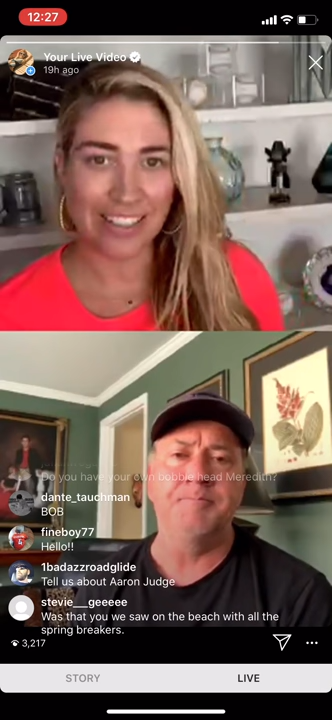 12:27
Your Live Video
19h ago
Do you have your own bobble head Meredith?
dante_tauchman
BOB
fineboy77
Hello!!
1badazzroadglide
Tell us about Aaron Judge
stevie___geeeee
Was that you we saw on the beach with all the
spring breakers.
3,217
STORY
LIVE